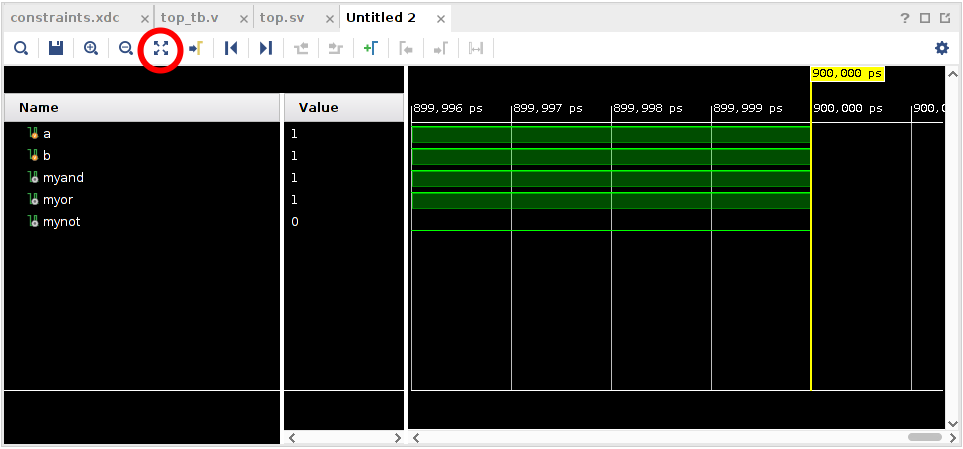 constraints.xdc × top_tb.v × top.sv × Untitled 2 × ?
900,000 ps
Name Value
899,996 ps 899,997 ps 899,998 ps 899,999 ps 900,000 ps 900,0
a 1
b 1
myand 1
myor 1
mynot 0